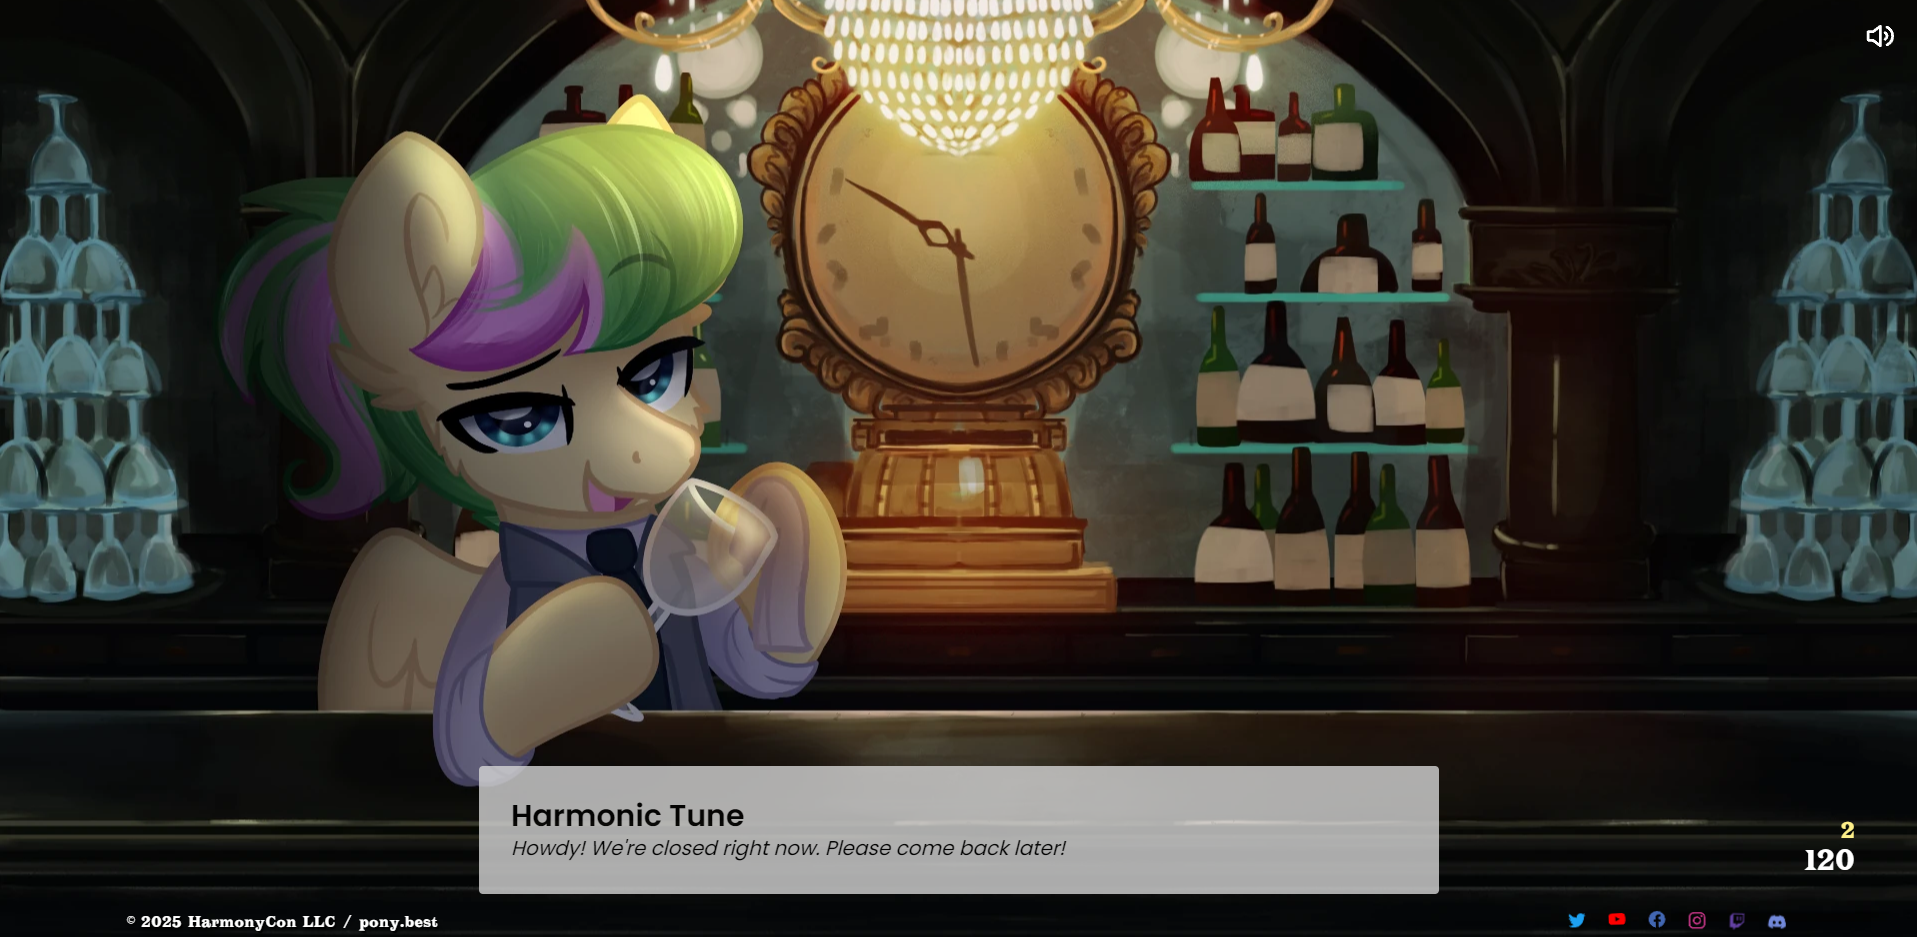 Harmonic Tune
Howdy! We're closed right now. Please come back later!
2
120
© 2025 HarmonyCon LLC / pony.best